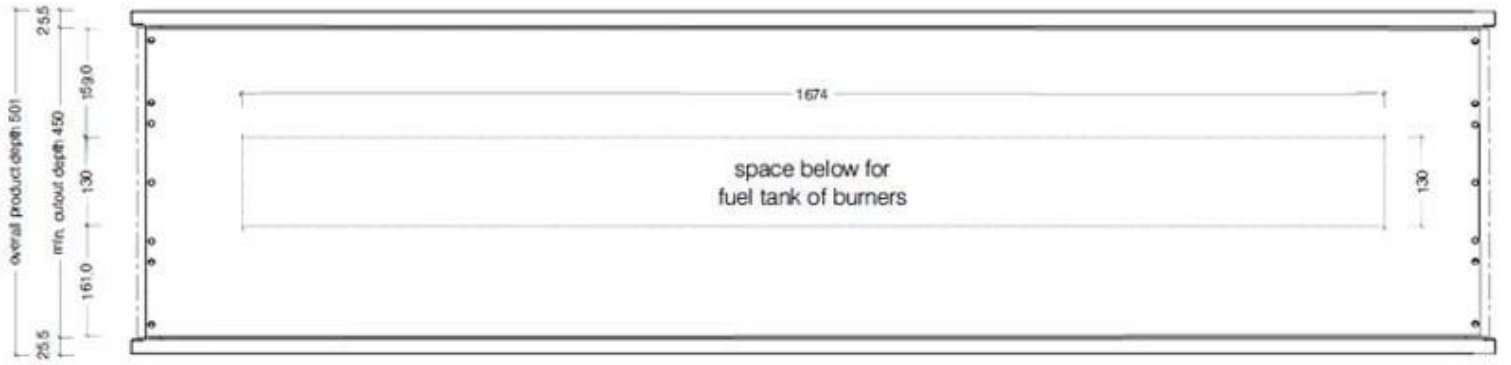 overall product depth 501
25.5
min. cutout depth 450
25.5
159.0
130
161.0
1674
space below for
fuel tank of burners
130